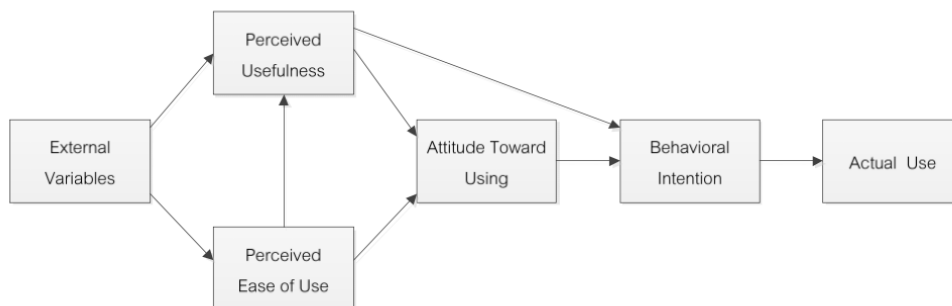 Perceived
Usefulness
External
Variables
Attitude Toward
Using
Behavioral
Intention
Actual Use
Perceived
Ease of Use